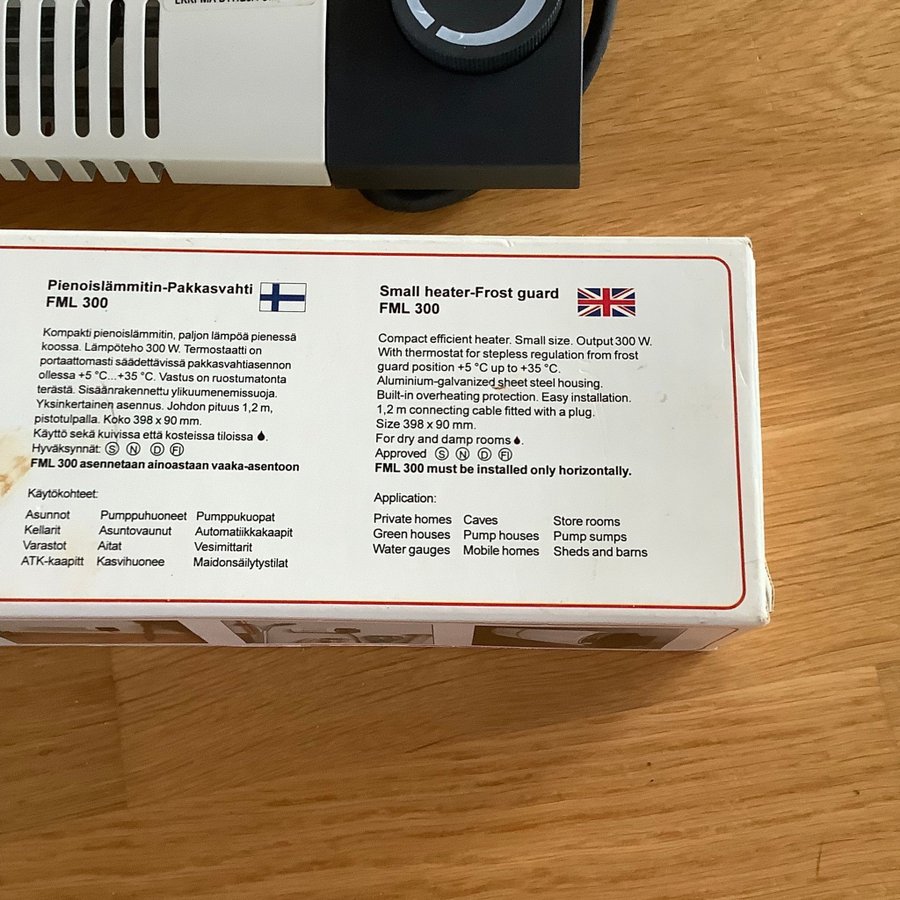 EKKI MÁ BYRGJA
Pienoislämmitin-Pakkasvahti
FML 300
Kompakti pienoislämmitin, paljon lämpöä pienessä
koossa. Lämpöteho 300 W. Termostaatti on
portaattomasti säädettävissä pakkasvahtiasennon
ollessa +5 °C...+35 °C. Vastus on ruostumatonta
terästä. Sisäänrakennettu ylikuumenemissuoja.
Yksinkertainen asennus. Johdon pituus 1,2 m,
pistotulpalla. Koko 398 x 90 mm.
Käyttö sekä kuivissa että kosteissa tiloissa.
Hyväksynnät: S N D FI
FML 300 asennetaan ainoastaan vaaka-asentoon
Käytökohteet:
Asunnot Pumppuhuoneet Pumppukuopat
Kellarit Asuntovaunut Automatiikkakaapit
Varastot Aitat Vesimittarit
ATK-kaapitt Kasvihuonee Maidonsäilytystilat
Small heater-Frost guard
FML 300
Compact efficient heater. Small size. Output 300 W.
With thermostat for stepless regulation from frost
guard position +5 °C up to +35 °C.
Aluminium-galvanized sheet steel housing.
Built-in overheating protection. Easy installation.
1,2 m connecting cable fitted with a plug.
Size 398 x 90 mm.
For dry and damp rooms.
Approved S N D FI
FML 300 must be installed only horizontally.
Application:
Private homes Caves Store rooms
Green houses Pump houses Pump sumps
Water gauges Mobile homes Sheds and barns